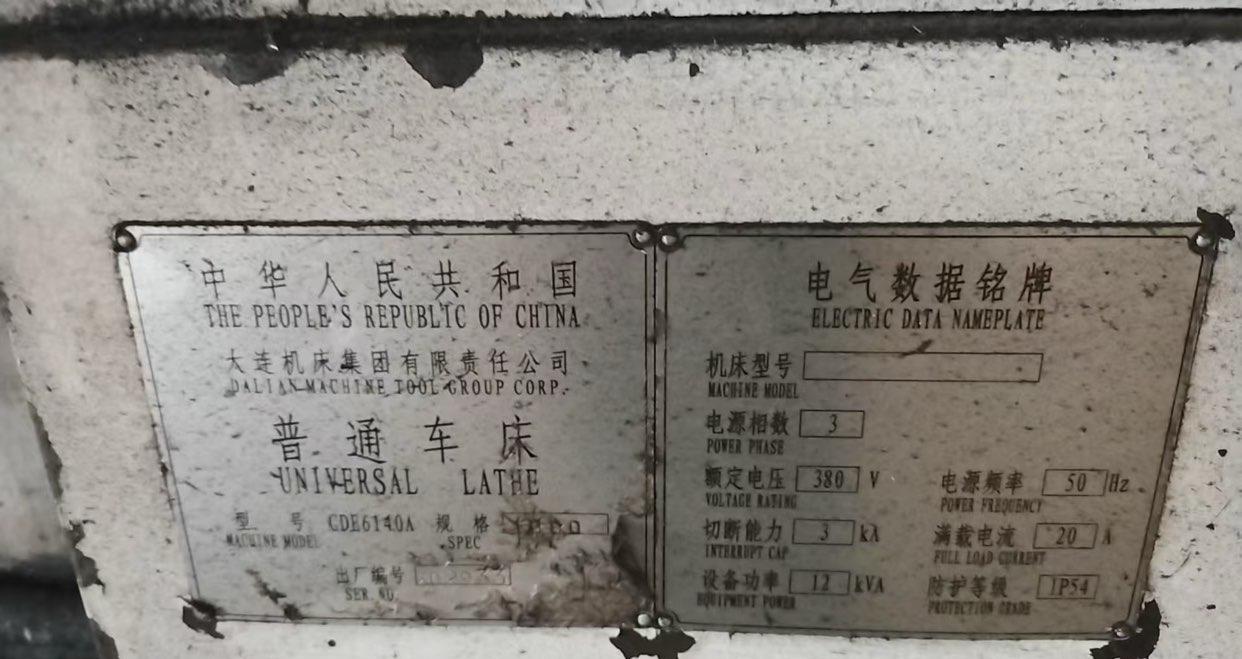 中华人民共和国
THE PEOPLE'S REPUBLIC OF CHINA
大连机床集团有限责任公司
DALIAN MACHINE TOOL GROUP CORP.
普通车床
UNIVERSAL LATHE
型号 CDE6140A 规格
MACHINE MODEL SPEC
出厂编号
SER. NO.
电气数据铭牌
ELECTRIC DATA NAMEPLATE
机床型号
MACHINE MODEL
电源相数 3
POWER PHASE
额定电压 380 V 电源频率 50 Hz
VOLTAGE RATING POWER FREQUENCY
切断能力 3 kA 满载电流 20 A
INTERRUPT CAP FULL LOAD CURRENT
设备功率 12 kVA 防护等级 IP54
EQUIPMENT POWER PROTECTION GRADE